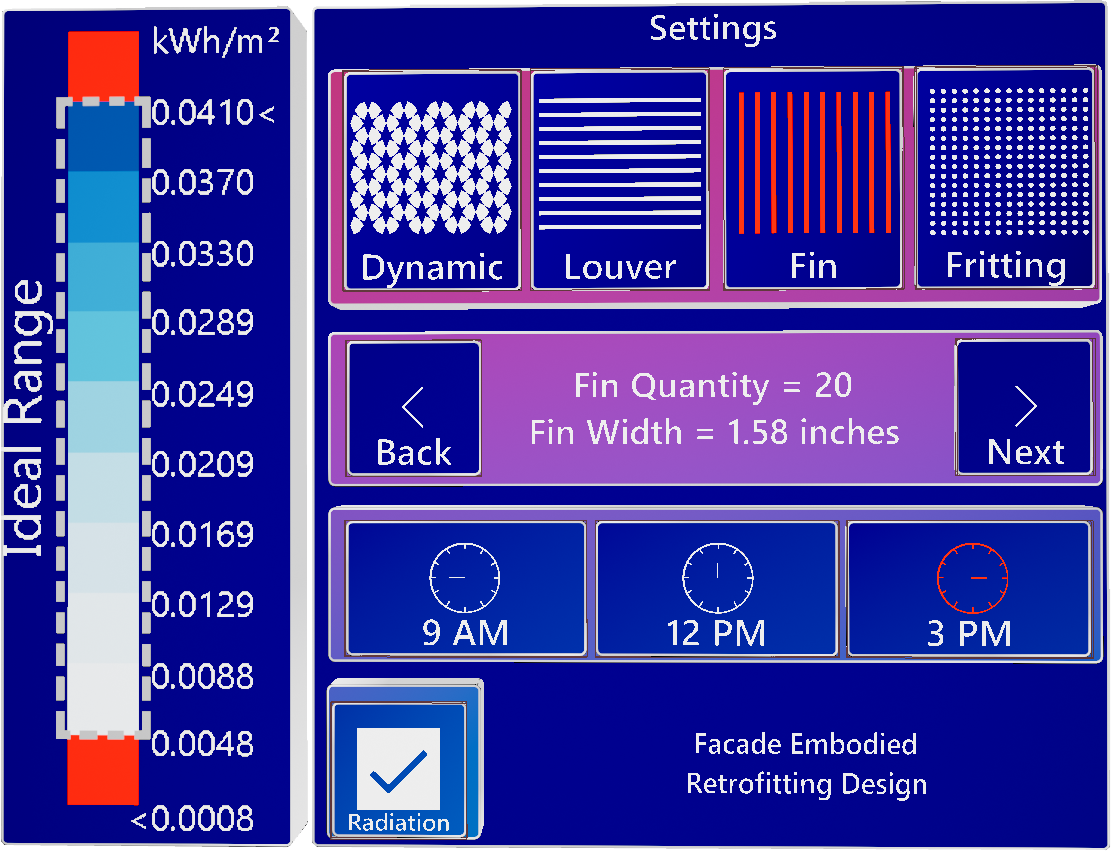 kWh/m²
0.0410<
0.0370
0.0330
0.0289
0.0249
0.0209
0.0169
0.0129
0.0088
0.0048
<0.0008
Ideal Range
Settings
Dynamic
Louver
Fin
Fritting
Fin Quantity = 20
Fin Width = 1.58 inches
< Back
> Next
9 AM
12 PM
3 PM
Radiation
Facade Embodied
Retrofitting Design